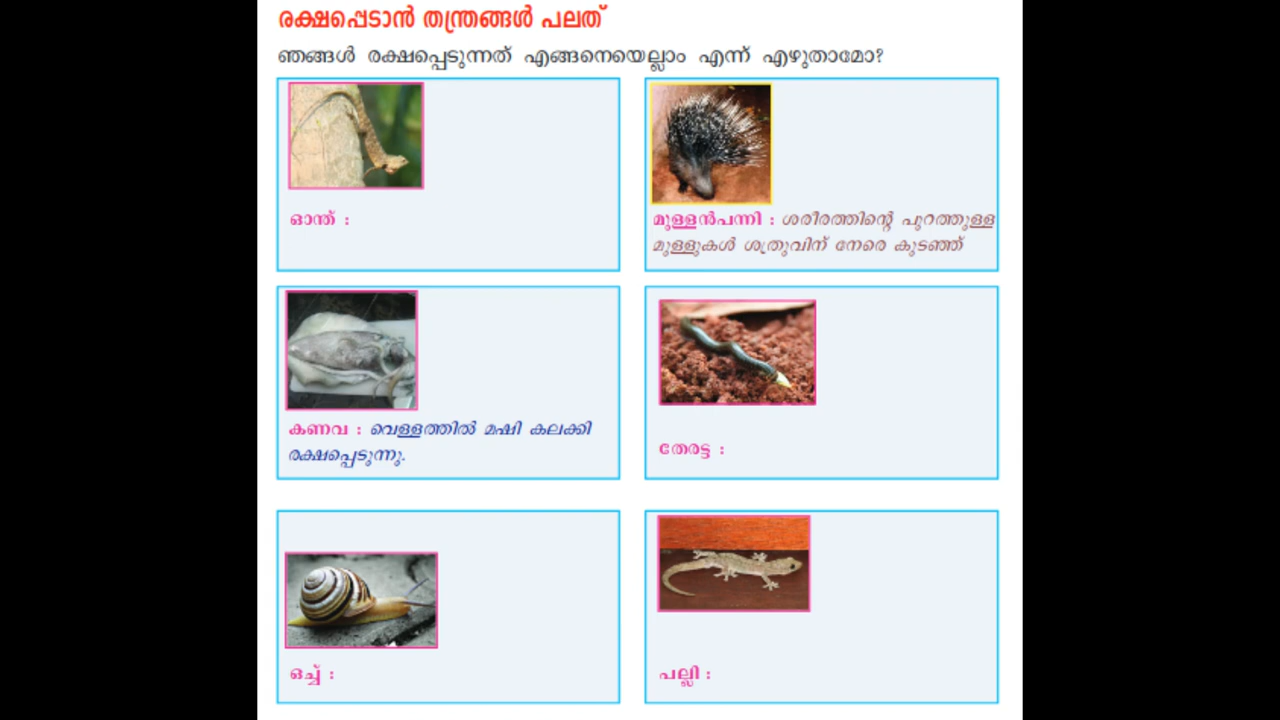 രക്ഷപ്പെടാൻ തന്ത്രങ്ങൾ പലത്
ഞങ്ങൾ രക്ഷപ്പെടുന്നത് എങ്ങനെയെല്ലാം എന്ന് എഴുതാമോ?
ഓന്ത് :
മുള്ളൻപന്നി : ശരീരത്തിന്റെ പുറത്തുള്ള
മുള്ളുകൾ ശത്രുവിന് നേരെ കുടഞ്ഞ്
കണവ : വെള്ളത്തിൽ മഷി കലക്കി
രക്ഷപ്പെടുന്നു.
തേരട്ട :
ഒച്ച് :
പല്ലി :